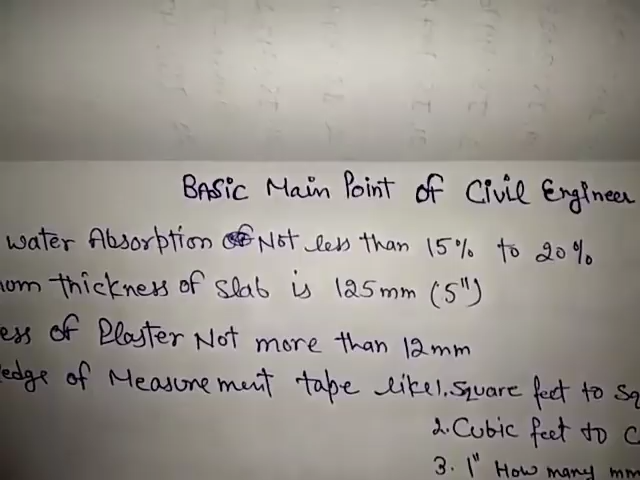 BASIC Main Point of Civil Engineer
water Absorption Not less than 15% to 20%
thickness of Slab is 125mm (5")
of Plaster Not more than 12mm
of Measurement tape like 1. Square feet to
2. Cubic feet to
3. 1" How many mm